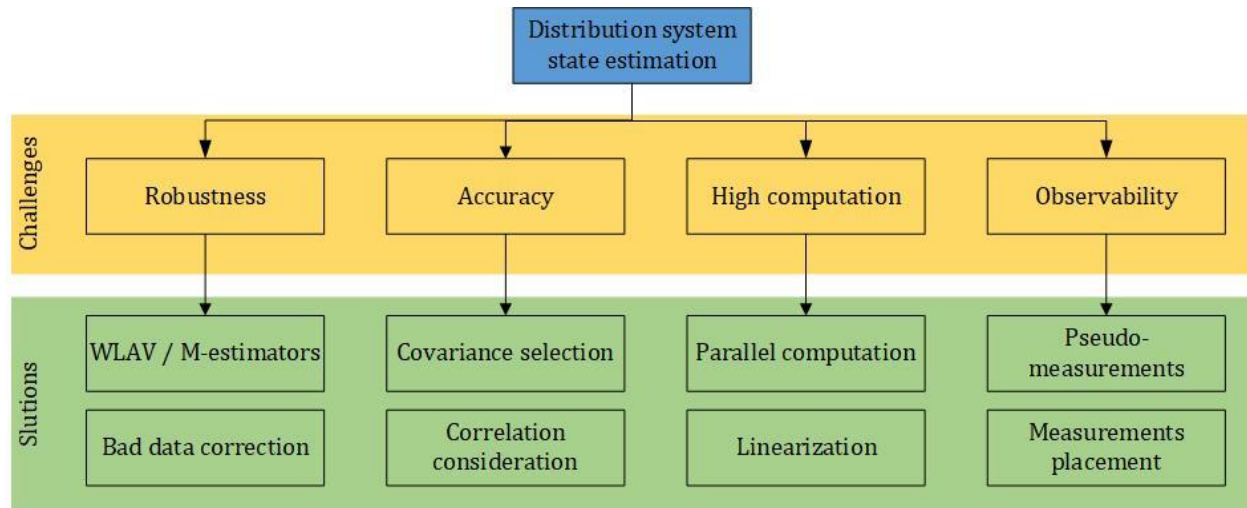 Distribution system
state estimation
Challenges
Robustness
Accuracy
High computation
Observability
Slutions
WLAV / M-estimators
Covariance selection
Parallel computation
Pseudo-
measurements
Bad data correction
Correlation
consideration
Linearization
Measurements
placement